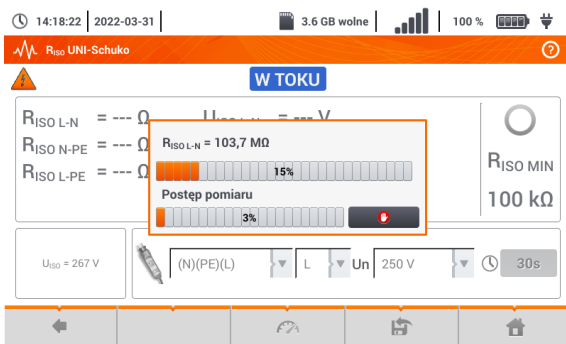 14:18:22 2022-03-31 3.6 GB wolne 100 %
RISO UNI-Schuko
W TOKU
RISO L-N = --- Ω = --- V
RISO N-PE = --- Ω
RISO L-PE = --- Ω
RISO L-N = 103,7 MΩ
15%
Postęp pomiaru
3%
RISO MIN
100 kΩ
UISO = 267 V
(N)(PE)(L) L Un 250 V 30s